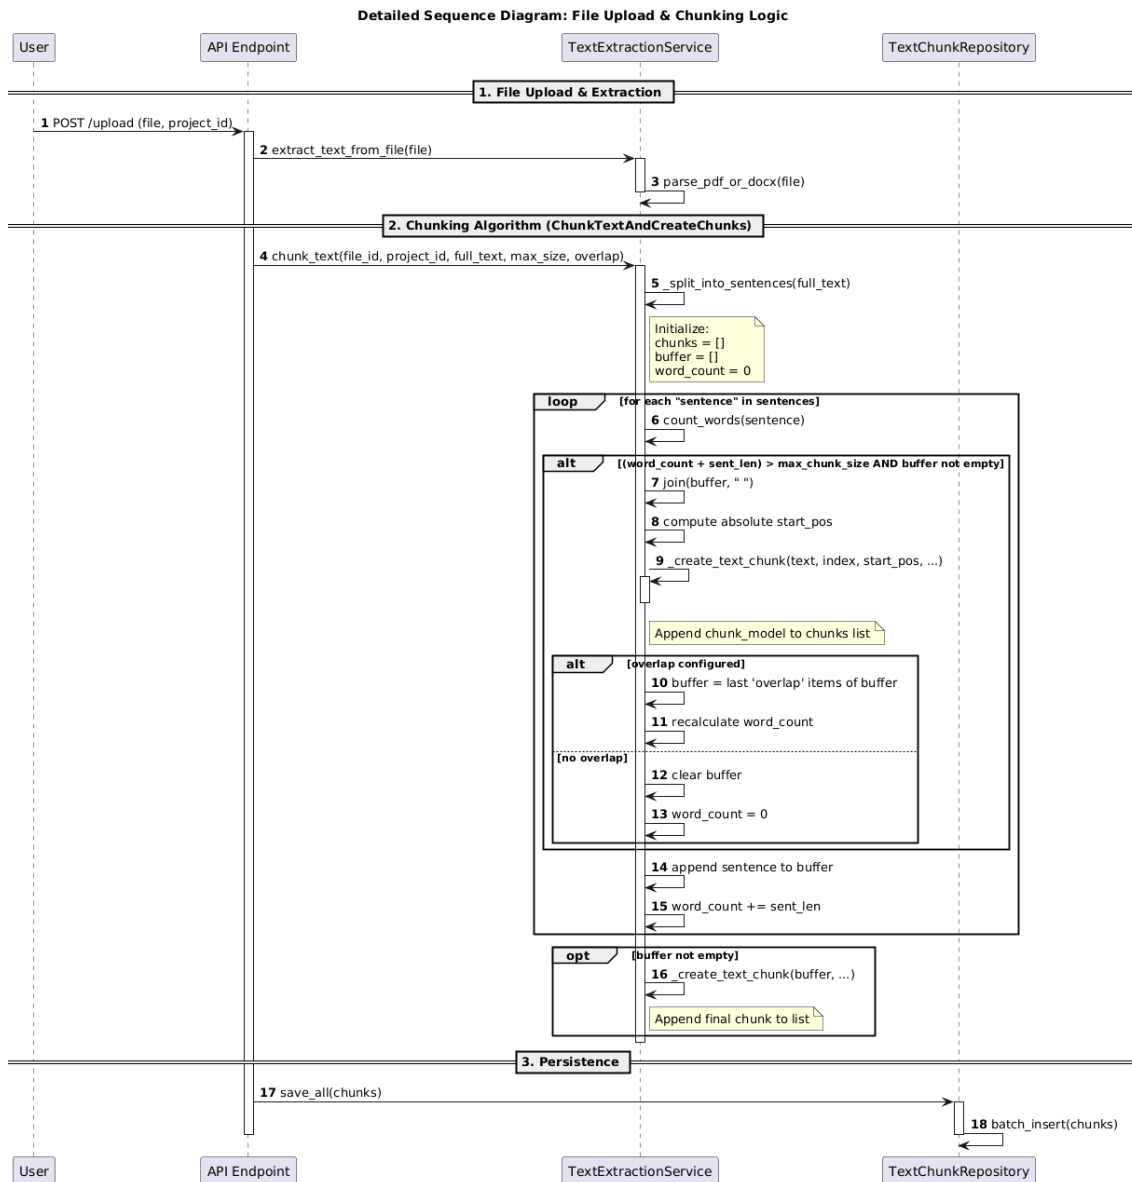 Detailed Sequence Diagram: File Upload & Chunking Logic
User
API Endpoint
TextExtractionService
TextChunkRepository
1. File Upload & Extraction
1 POST /upload (file, project_id)
2 extract_text_from_file(file)
3 parse_pdf_or_docx(file)
2. Chunking Algorithm (ChunkTextAndCreateChunks)
4 chunk_text(file_id, project_id, full_text, max_size, overlap)
5 _split_into_sentences(full_text)
Initialize:
chunks = []
buffer = []
word_count = 0
loop [for each "sentence" in sentences]
6 count_words(sentence)
alt [(word_count + sent_len) > max_chunk_size AND buffer not empty]
7 join(buffer, " ")
8 compute absolute start_pos
9 _create_text_chunk(text, index, start_pos, ...)
Append chunk_model to chunks list
alt [overlap configured]
10 buffer = last 'overlap' items of buffer
11 recalculate word_count
[no overlap]
12 clear buffer
13 word_count = 0
14 append sentence to buffer
15 word_count += sent_len
opt [buffer not empty]
16 _create_text_chunk(buffer, ...)
Append final chunk to list
3. Persistence
17 save_all(chunks)
18 batch_insert(chunks)
User
API Endpoint
TextExtractionService
TextChunkRepository